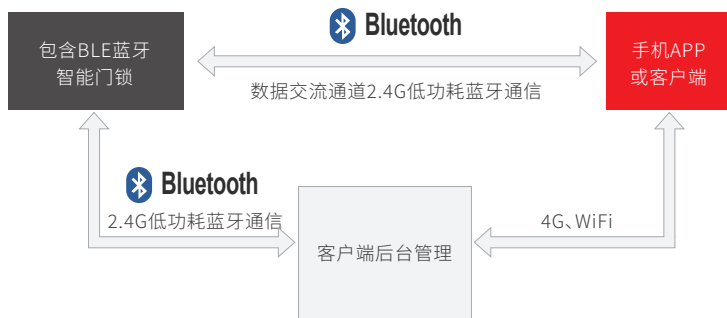 Bluetooth
包含BLE蓝牙
智能门锁
手机APP
或客户端
数据交流通道2.4G低功耗蓝牙通信
Bluetooth
2.4G低功耗蓝牙通信
4G、WiFi
客户端后台管理